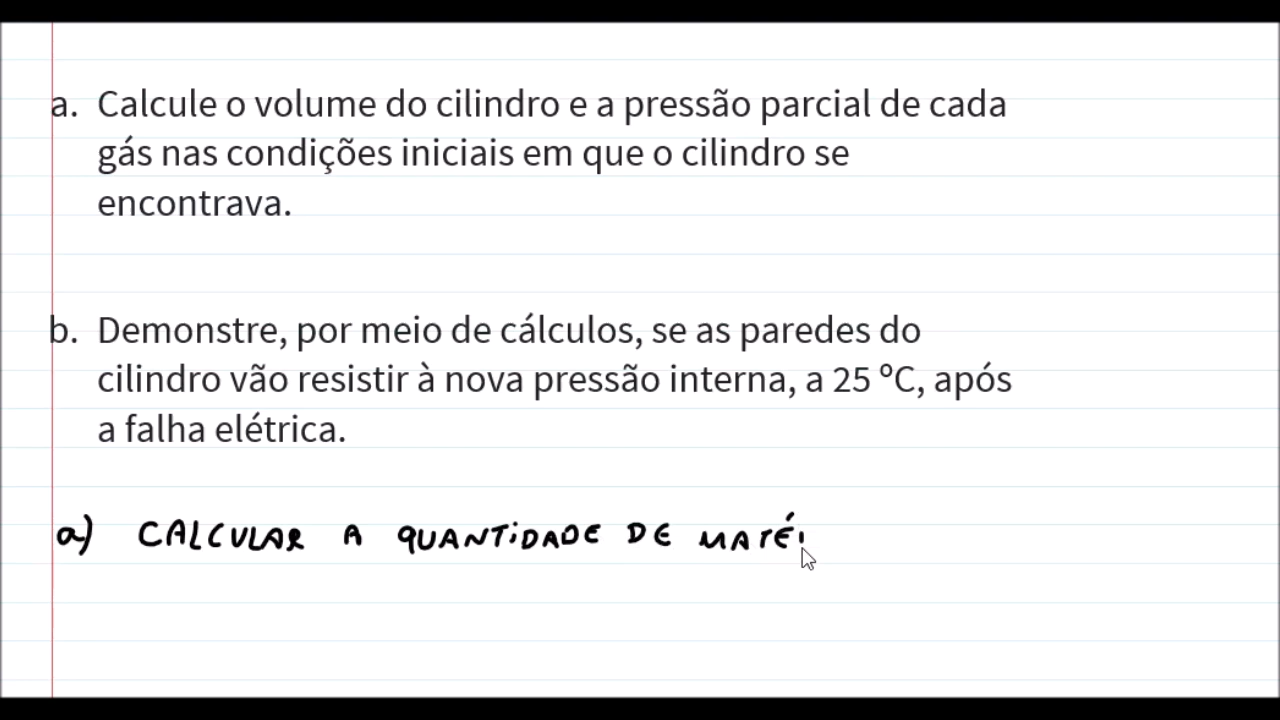 a. Calcule o volume do cilindro e a pressão parcial de cada
gás nas condições iniciais em que o cilindro se
encontrava.
b. Demonstre, por meio de cálculos, se as paredes do
cilindro vão resistir à nova pressão interna, a 25 ºC, após
a falha elétrica.
a) CALCULAR A QUANTIDADE DE MATÉ